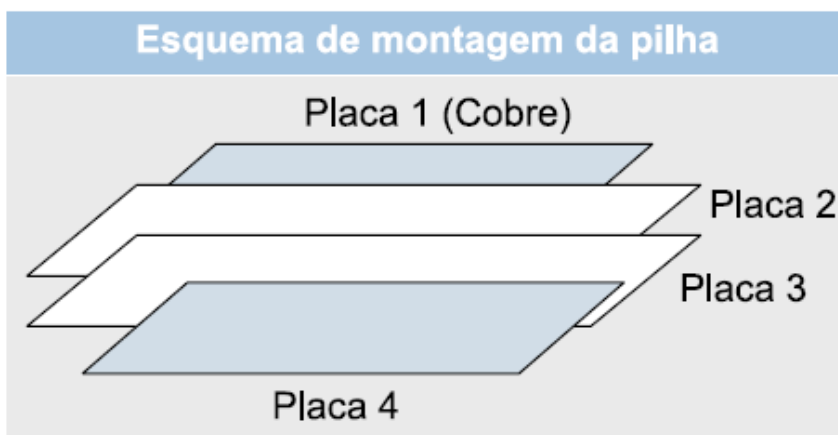 Esquema de montagem da pilha
Placa 1 (Cobre)
Placa 2
Placa 3
Placa 4